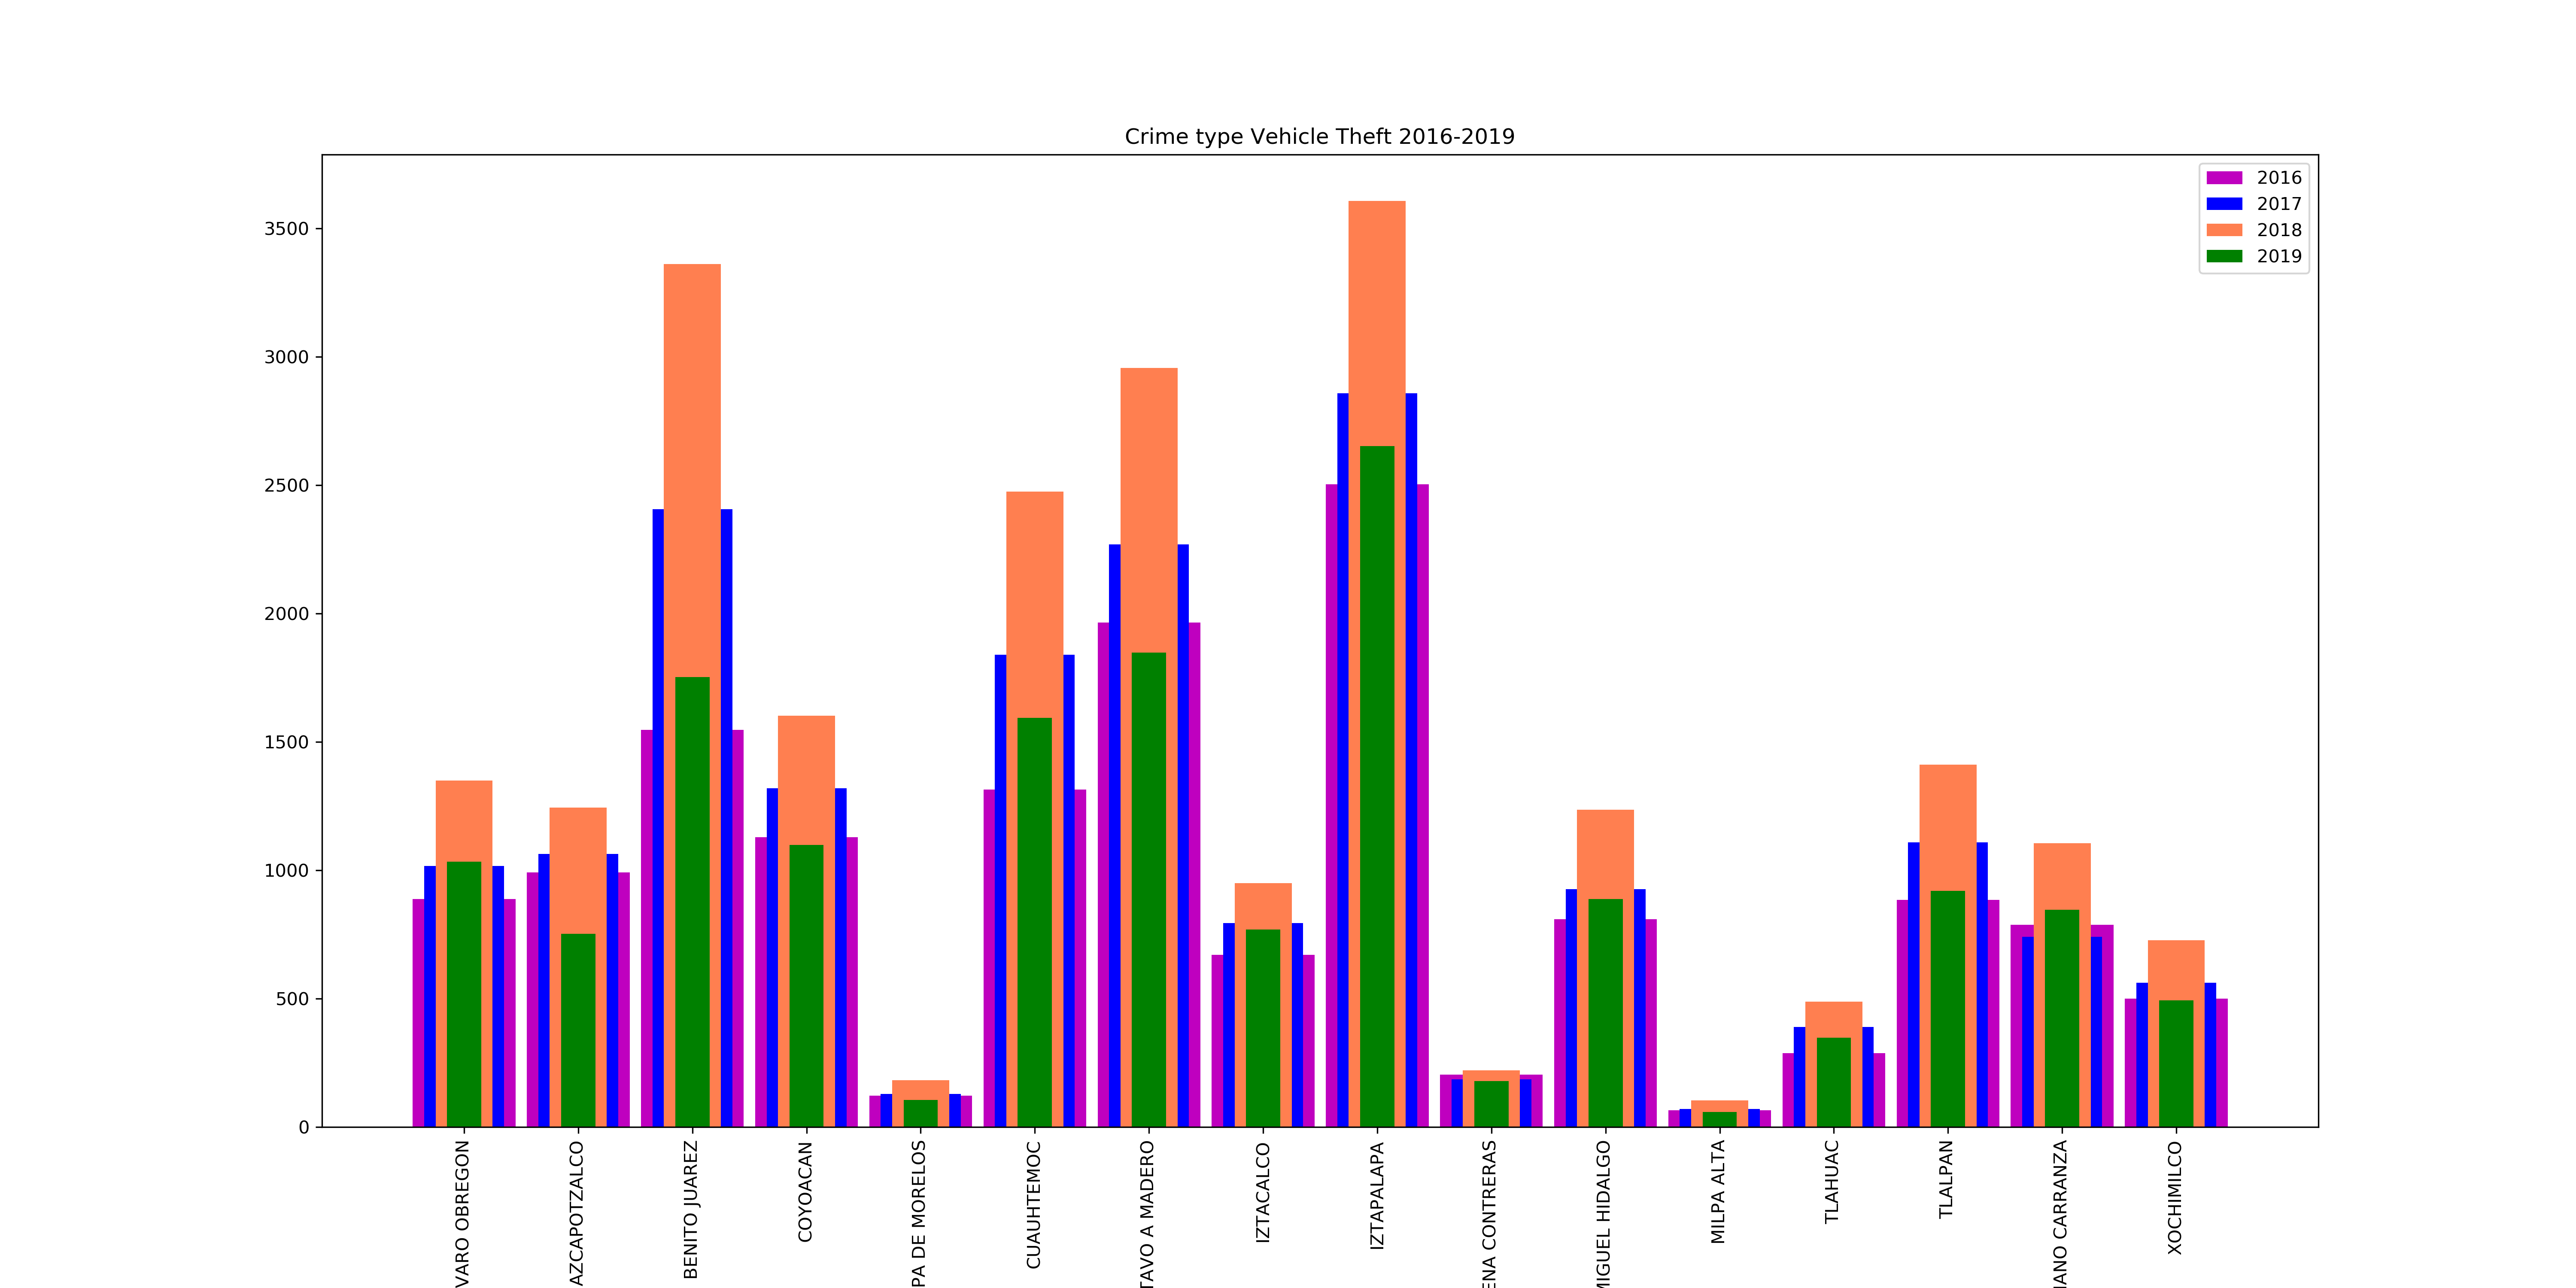 Crime type Vehicle Theft 2016-2019
2016
2017
2018
2019
3500
3000
2500
2000
1500
1000
500
0
VARO OBREGON
AZCAPOTZALCO
BENITO JUAREZ
COYOACAN
PA DE MORELOS
CUAUHTEMOC
TAVO A MADERO
IZTACALCO
IZTAPALAPA
ENA CONTRERAS
MIGUEL HIDALGO
MILPA ALTA
TLAHUAC
TLALPAN
IANO CARRANZA
XOCHIMILCO